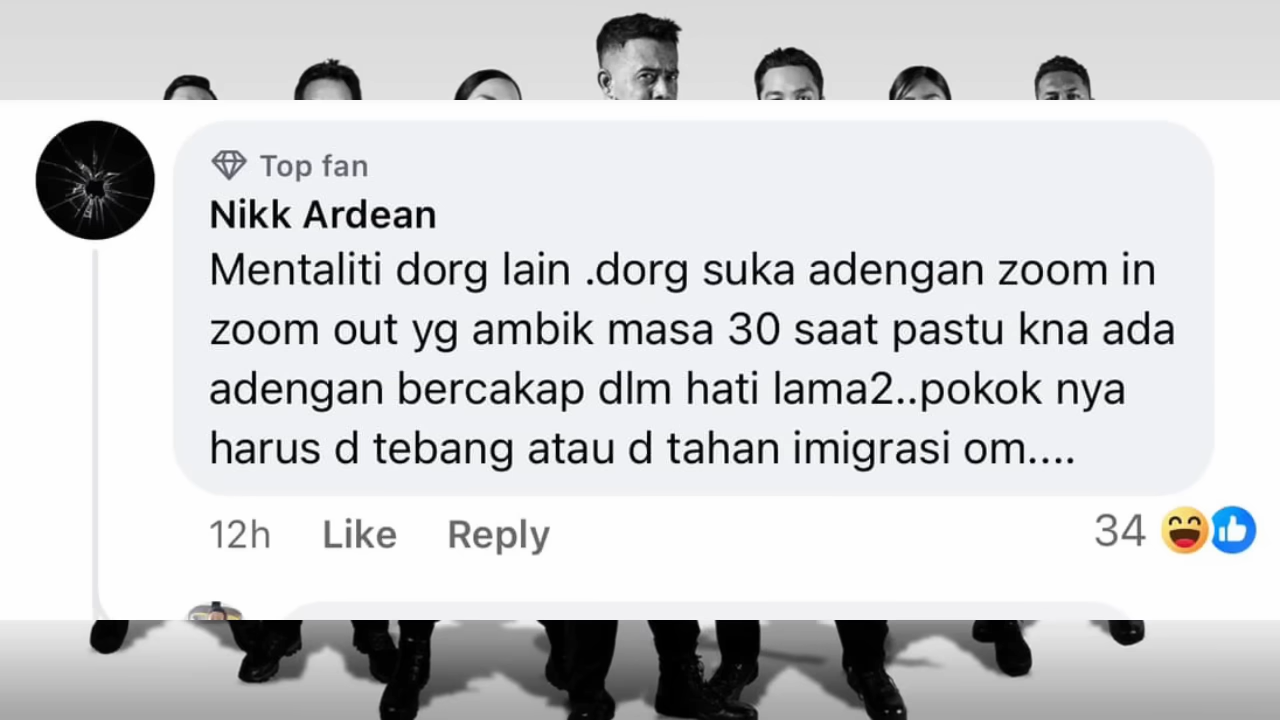 Top fan
Nikk Ardean
Mentaliti dorg lain .dorg suka adengan zoom in
zoom out yg ambik masa 30 saat pastu kna ada
adengan bercakap dlm hati lama2..pokok nya
harus d tebang atau d tahan imigrasi om....
12h Like Reply 34